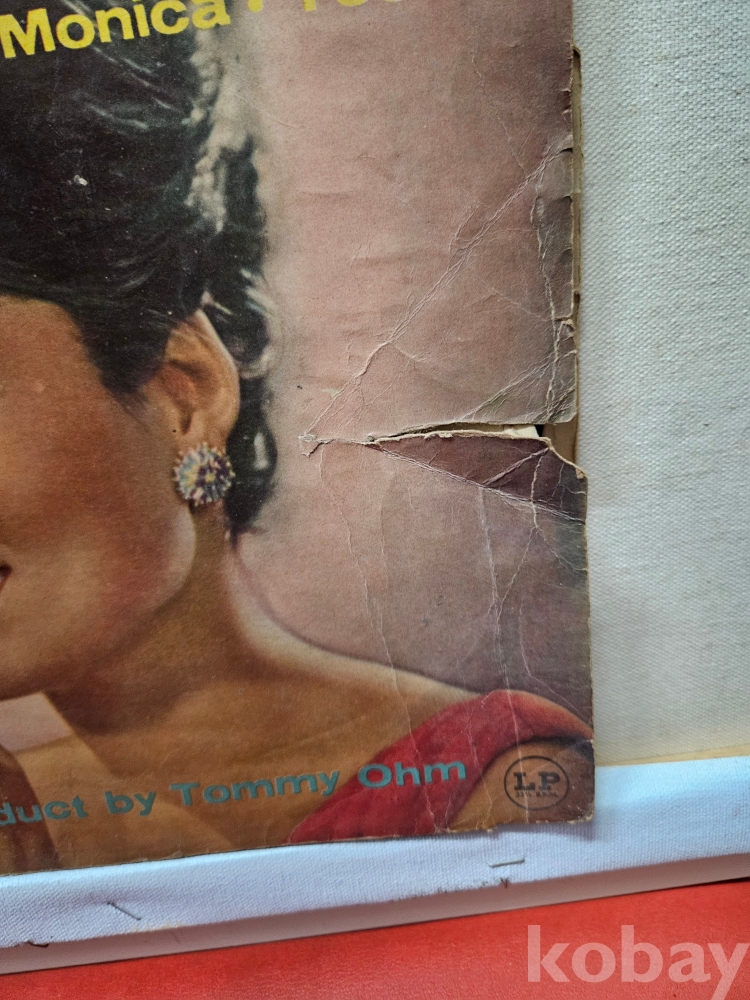 Monica ·
duct by Tommy Ohm
LP
kobay